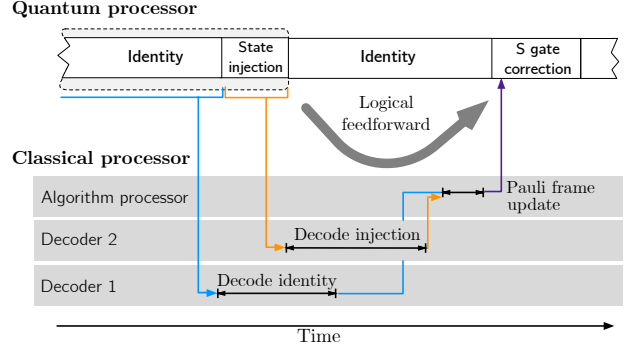 Quantum processor
Identity
State
injection
Identity
S gate
correction
Logical
feedforward
Classical processor
Algorithm processor
Pauli frame
update
Decoder 2
Decode injection
Decoder 1
Decode identity
Time